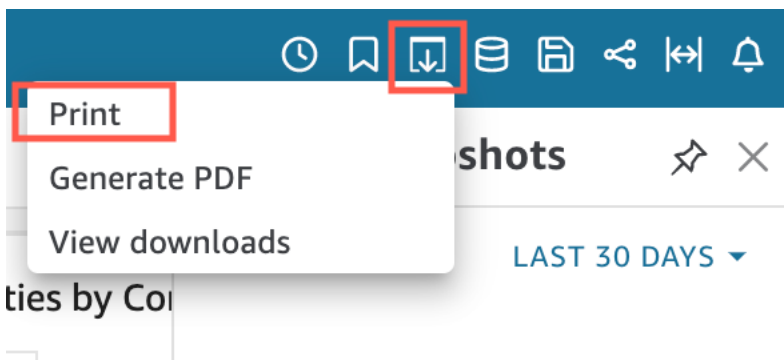 Print
shots
Generate PDF
View downloads
LAST 30 DAYS
ties by Co